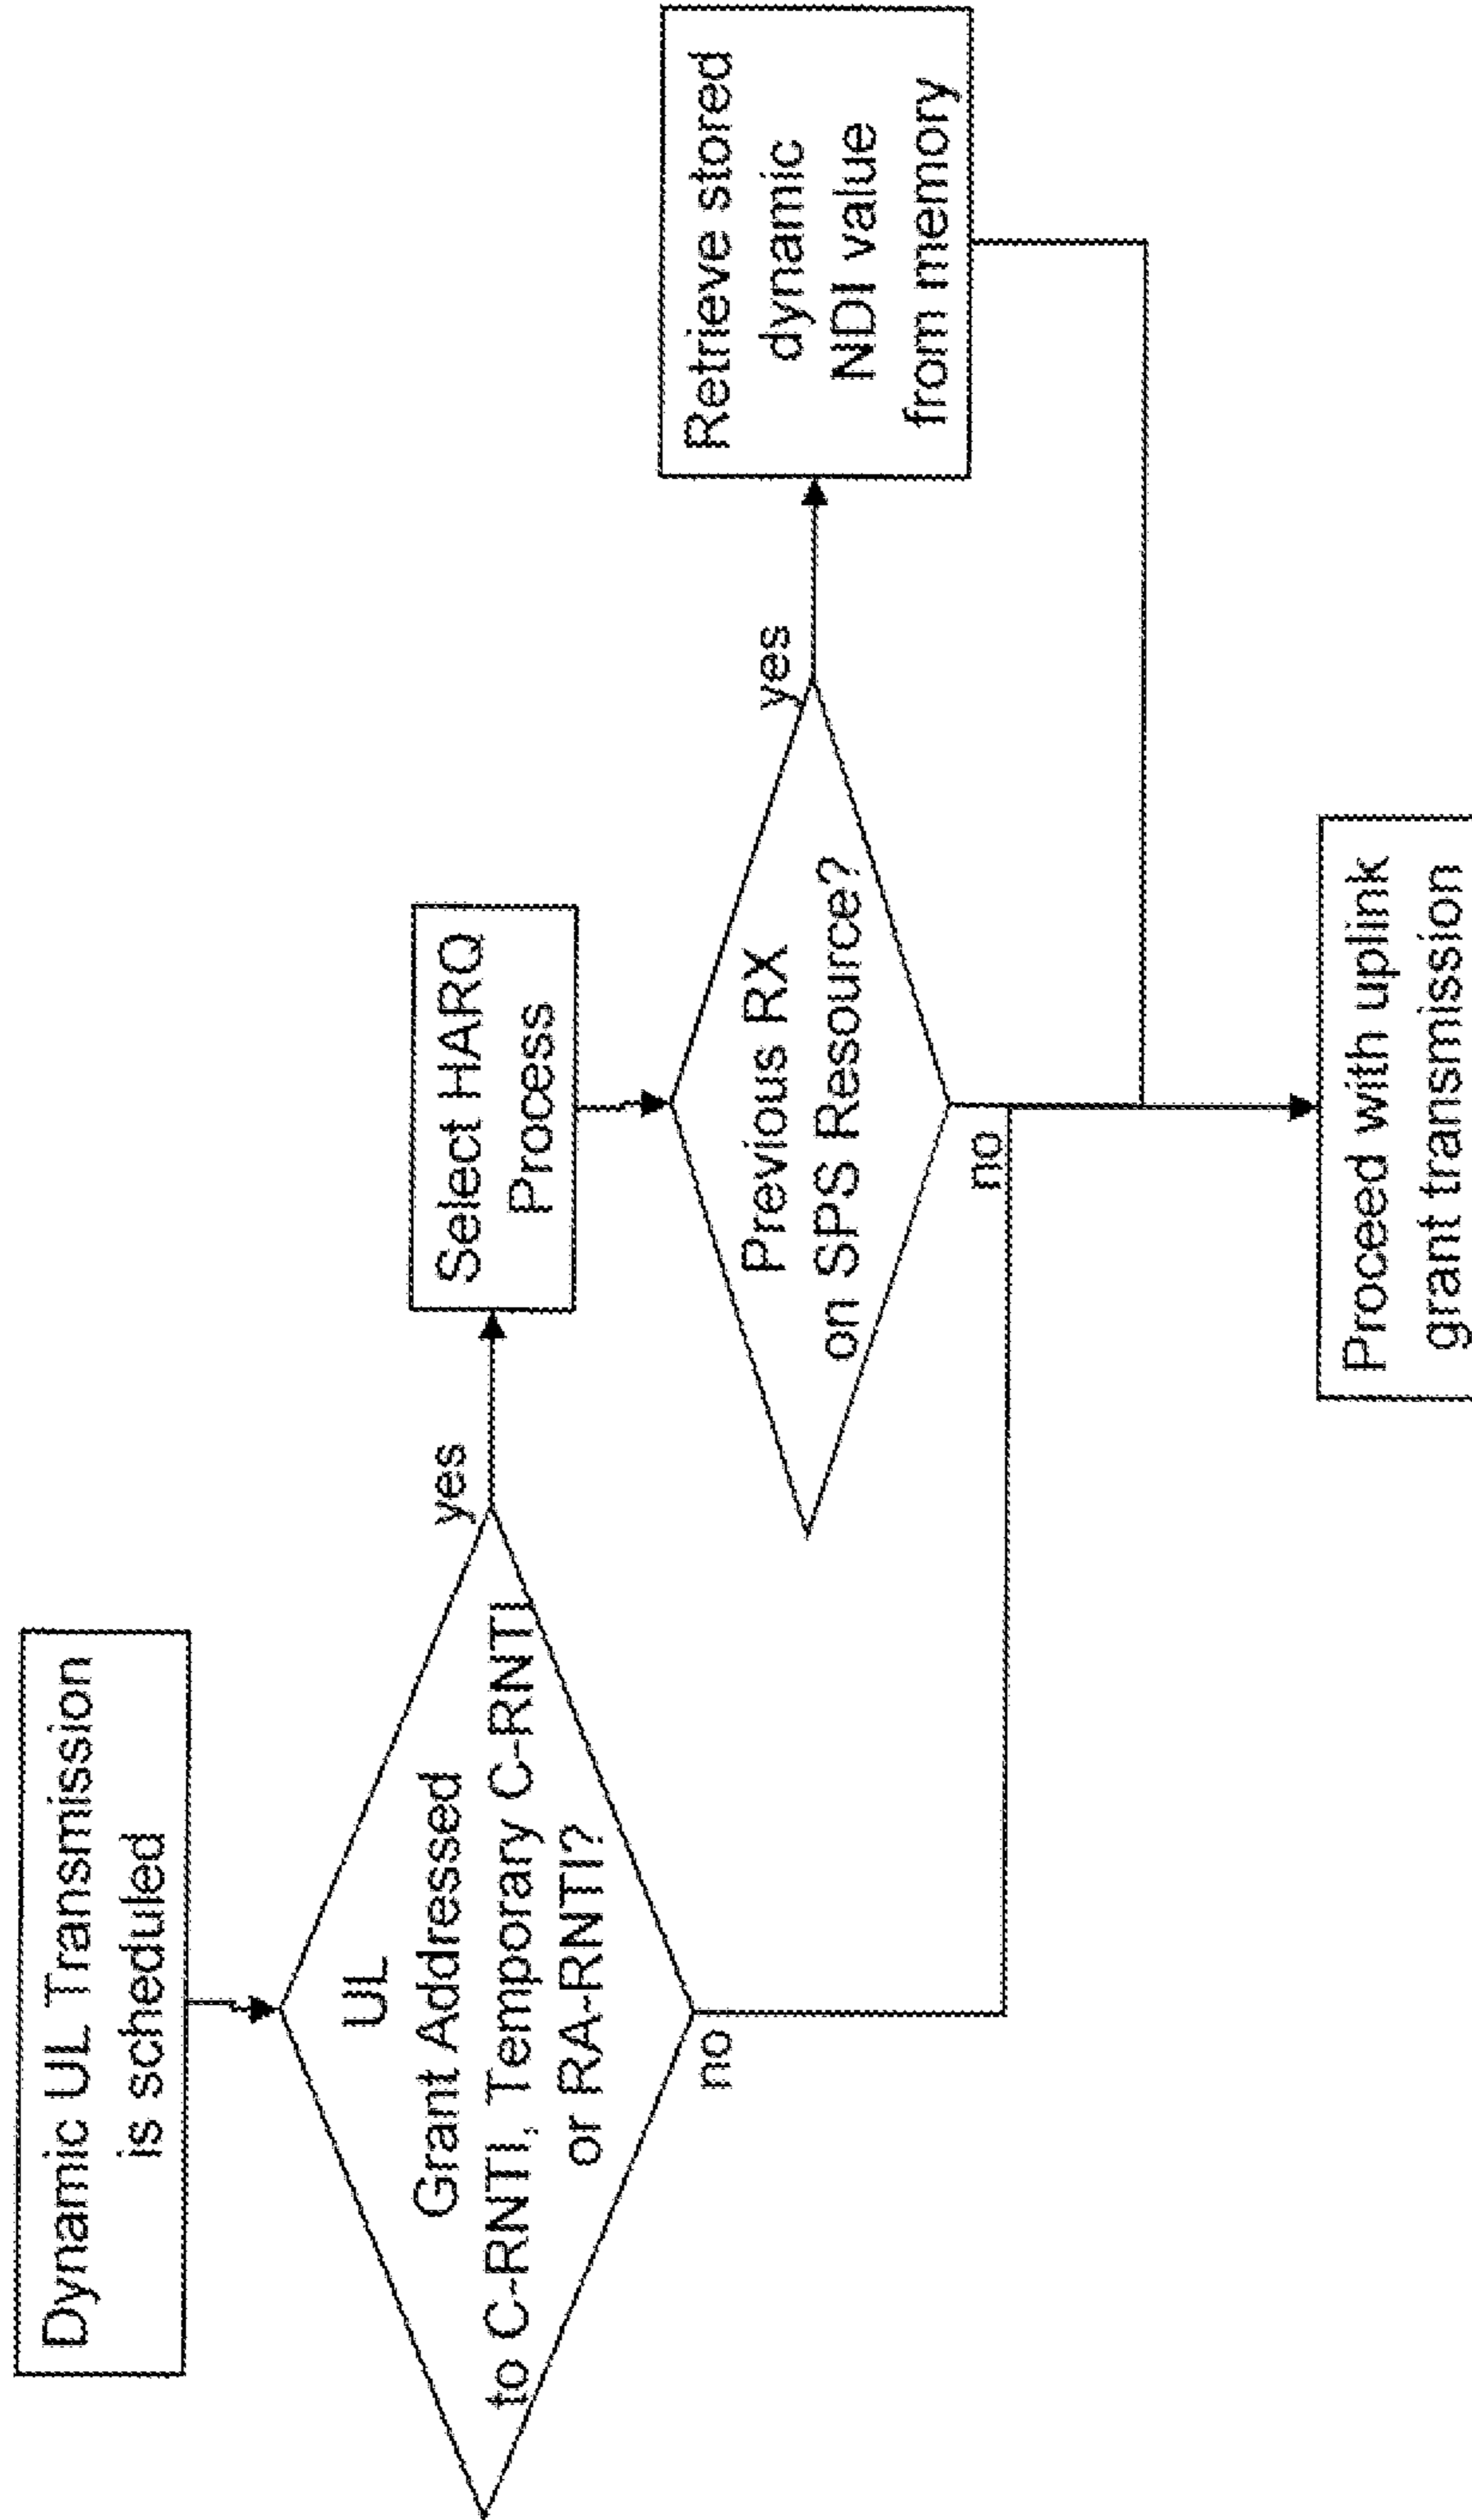 Dynamic UL Transmission
is scheduled
UL
Grant Addressed
to C-RNTI, Temporary C-RNTI
or RA-RNTI?
yes
no
Select HARQ
Process
Previous RX
on SPS Resource?
yes
no
Retrieve stored
dynamic
NDI value
from memory
Proceed with uplink
grant transmission